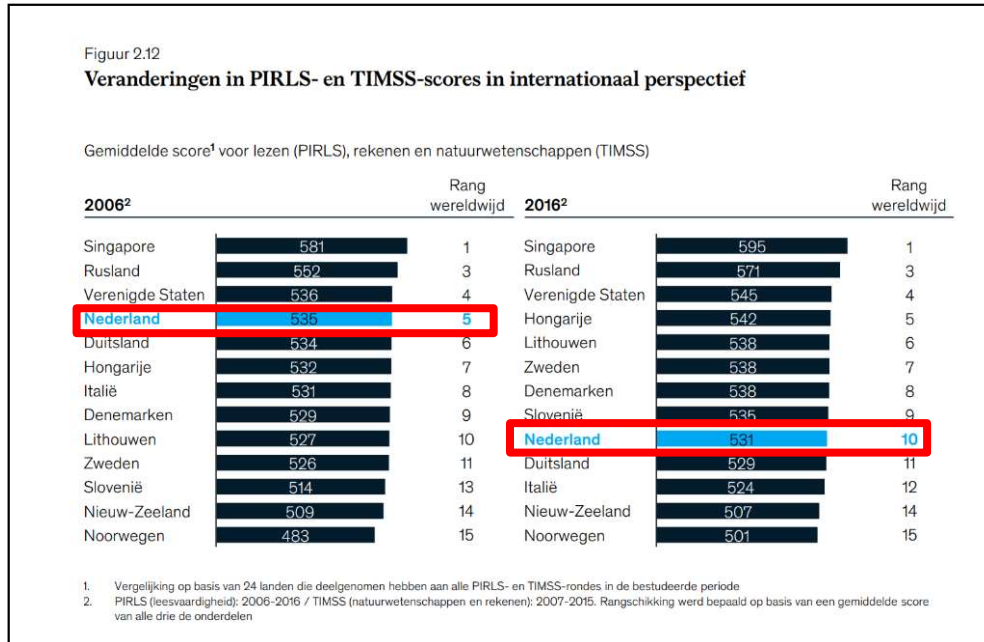 Figuur 2.12
Veranderingen in PIRLS- en TIMSS-scores in internationaal perspectief
Gemiddelde score¹ voor lezen (PIRLS), rekenen en natuurwetenschappen (TIMSS)
2006² Rang wereldwijd
Singapore 581 1
Rusland 552 3
Verenigde Staten 536 4
Nederland 535 5
Duitsland 534 6
Hongarije 532 7
Italië 531 8
Denemarken 529 9
Lithouwen 527 10
Zweden 526 11
Slovenië 514 13
Nieuw-Zeeland 509 14
Noorwegen 483 15
2016² Rang wereldwijd
Singapore 595 1
Rusland 571 3
Verenigde Staten 545 4
Hongarije 542 5
Lithouwen 538 6
Zweden 538 7
Denemarken 538 8
Slovenië 535 9
Nederland 531 10
Duitsland 529 11
Italië 524 12
Nieuw-Zeeland 507 14
Noorwegen 501 15
1. Vergelijking op basis van 24 landen die deelgenomen hebben aan alle PIRLS- en TIMSS-rondes in de bestudeerde periode
2. PIRLS (leesvaardigheid): 2006-2016 / TIMSS (natuurwetenschappen en rekenen): 2007-2015. Rangschikking werd bepaald op basis van een gemiddelde score
van alle drie de onderdelen